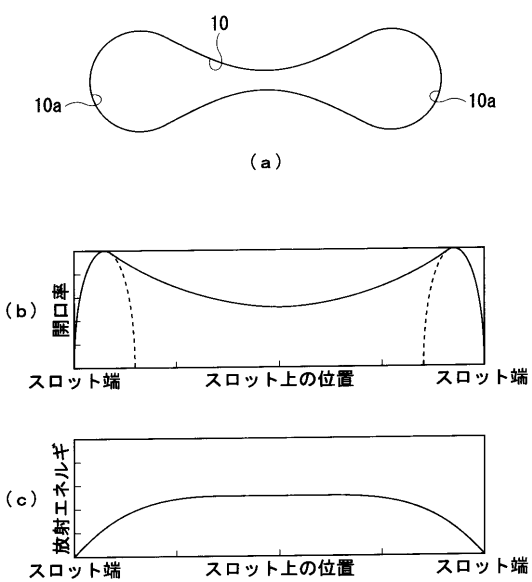 10
10a
10a
(a)
(b)
開口率
スロット端
スロット上の位置
スロット端
(c)
放射エネルギ
スロット端
スロット上の位置
スロット端